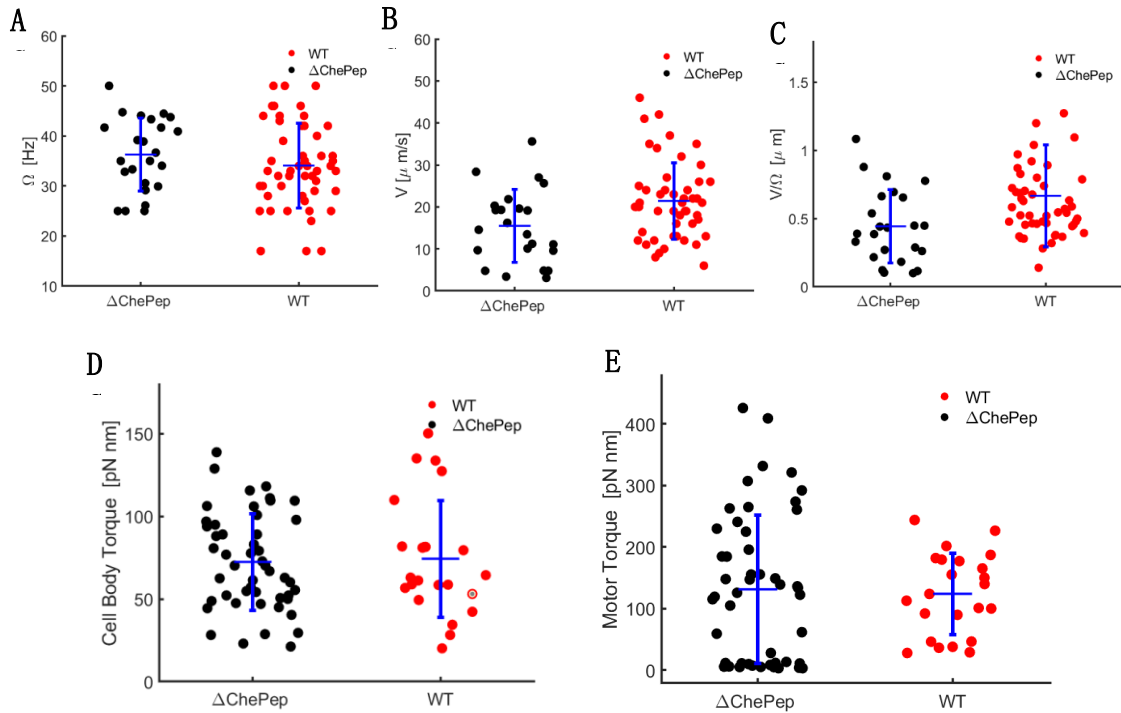 A
Ω [Hz]
60
50
40
30
20
10
WT
ΔChePep
ΔChePep
WT
B
V [μ m/s]
60
50
40
30
20
10
0
WT
ΔChePep
ΔChePep
WT
C
V/Ω [μ m]
1.5
1
0.5
0
WT
ΔChePep
ΔChePep
WT
D
Cell Body Torque [pN nm]
150
100
50
0
WT
ΔChePep
ΔChePep
WT
E
Motor Torque [pN nm]
400
300
200
100
0
WT
ΔChePep
ΔChePep
WT